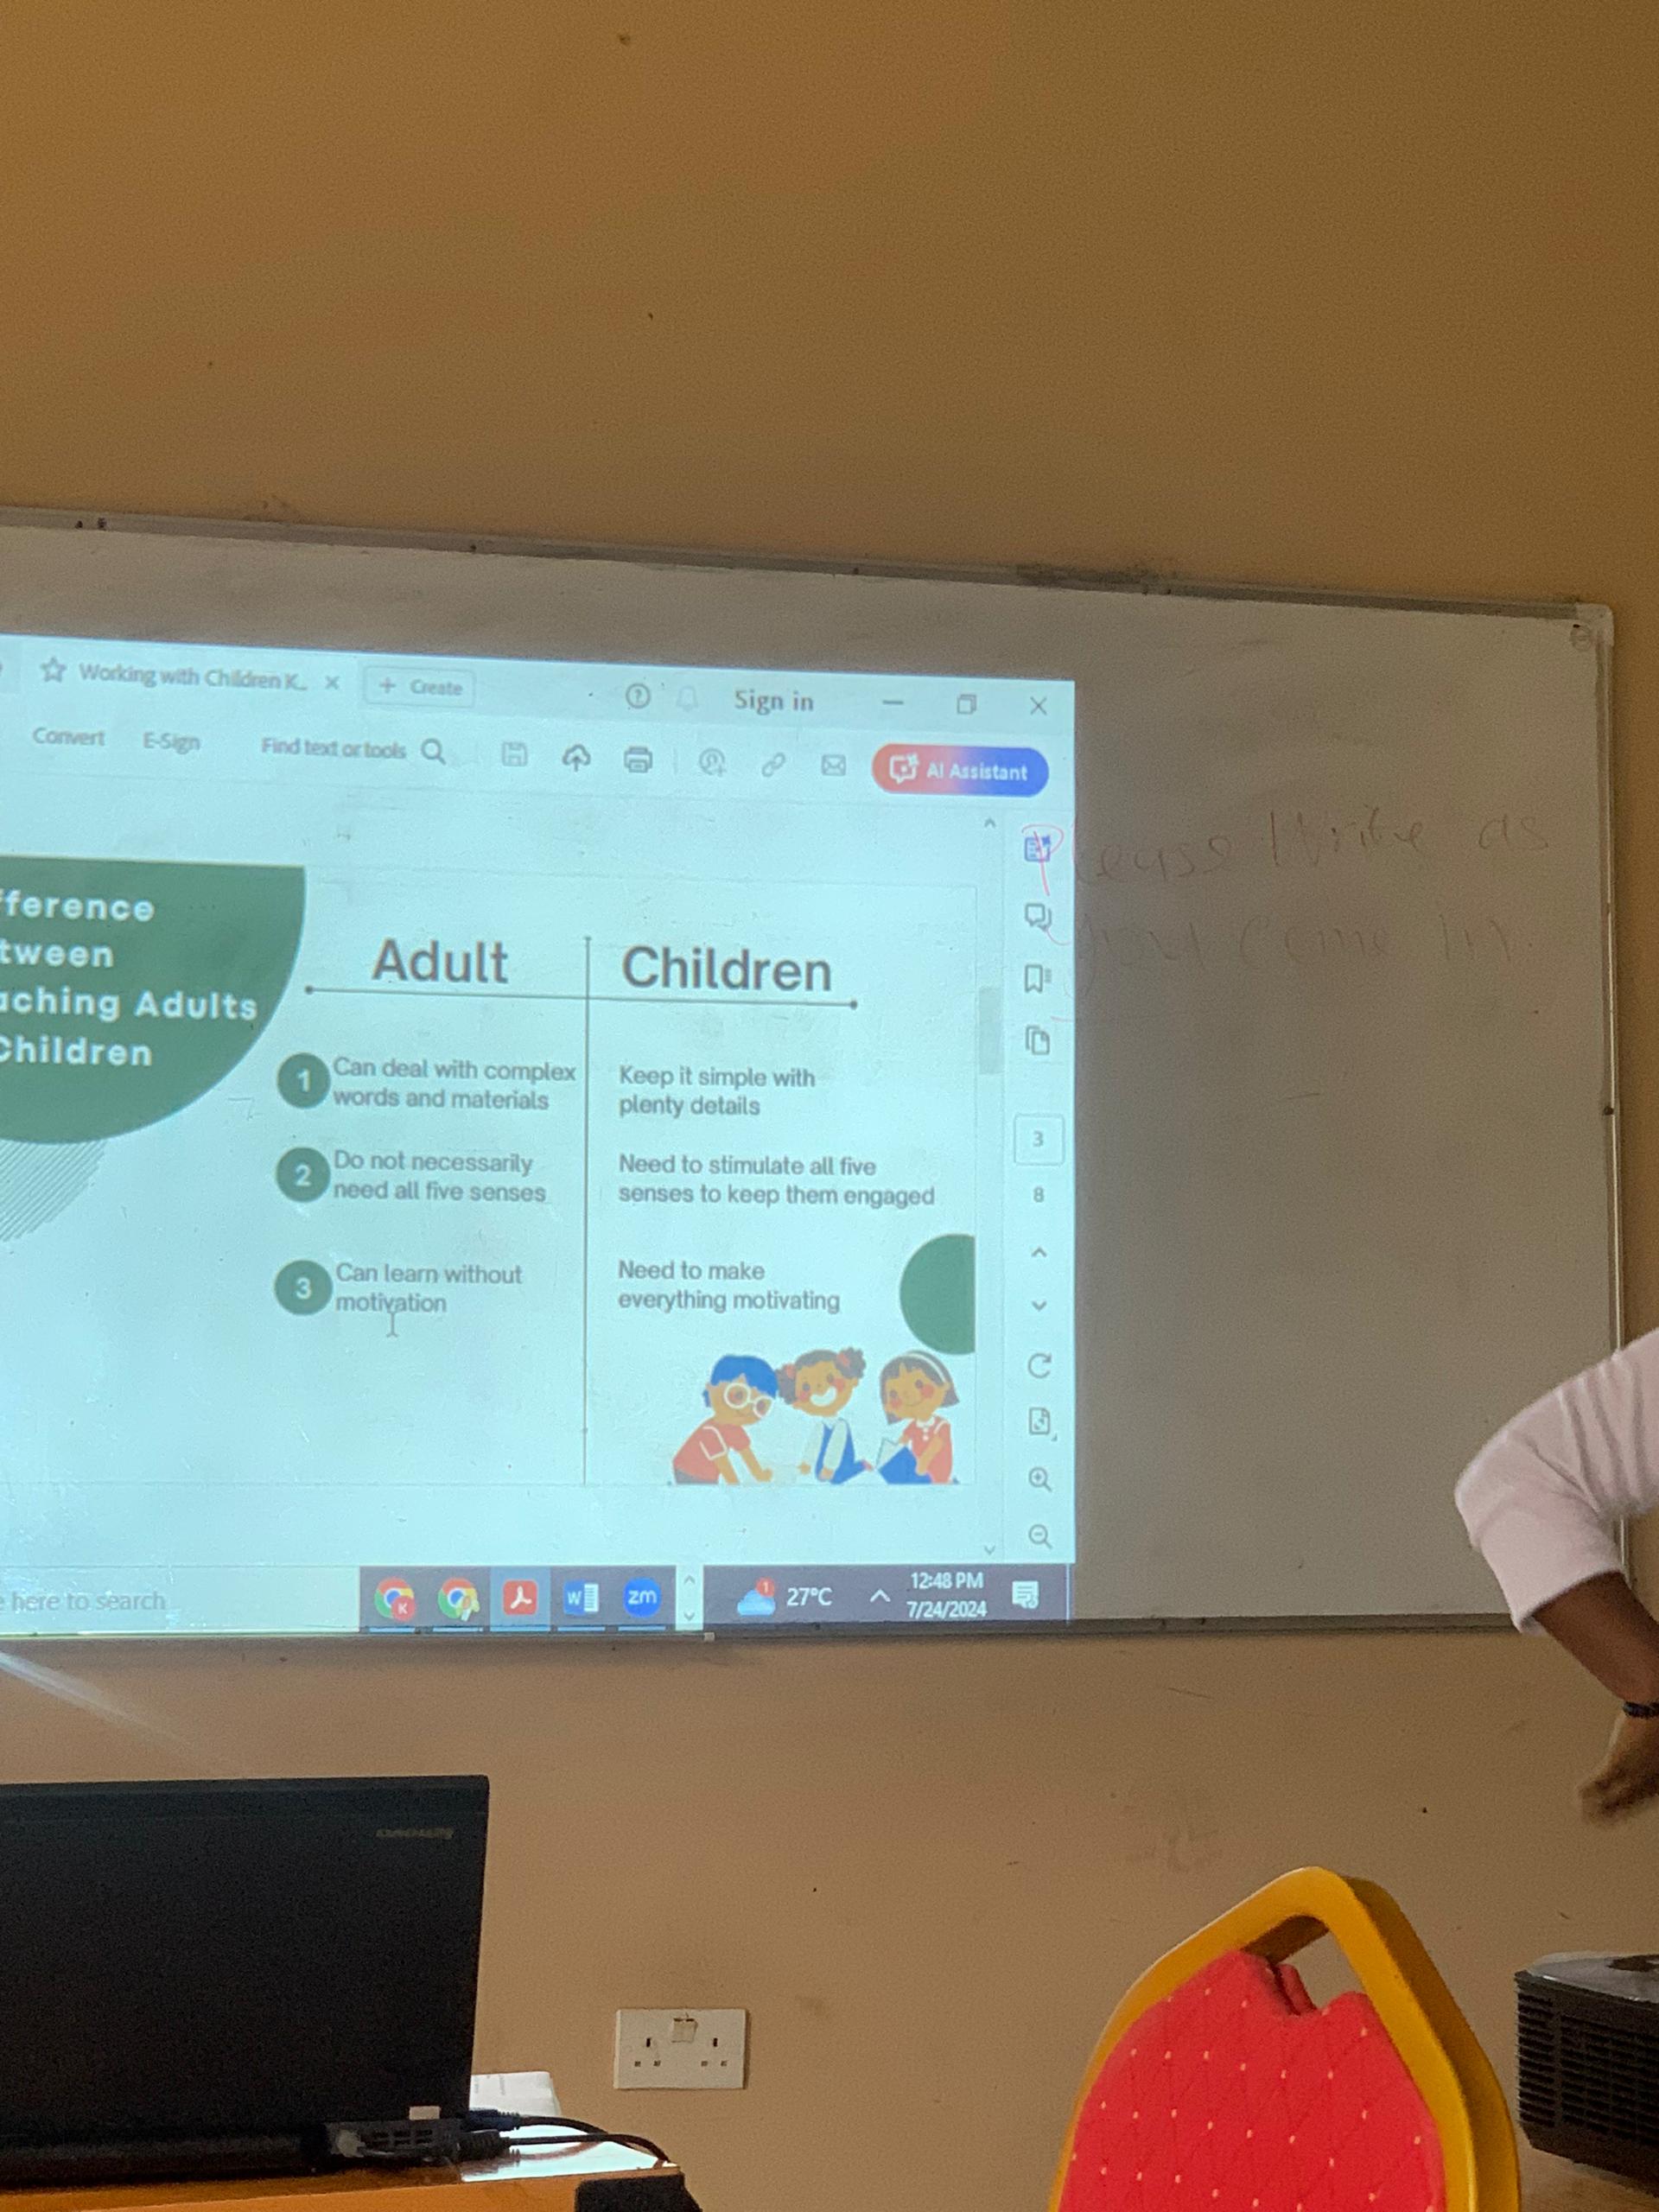 Working with Children K...
+ Create
Sign in
Convert
E-Sign
Find text or tools
AI Assistant
fference
tween
aching Adults
Children
Adult
Children
1
Can deal with complex
words and materials
Keep it simple with
plenty details
2
Do not necessarily
need all five senses
Need to stimulate all five
senses to keep them engaged
3
Can learn without
motivation
Need to make
everything motivating
3
8
Please Write as
come in
here to search
K
W
zm
1
27°C
12:48 PM
7/24/2024